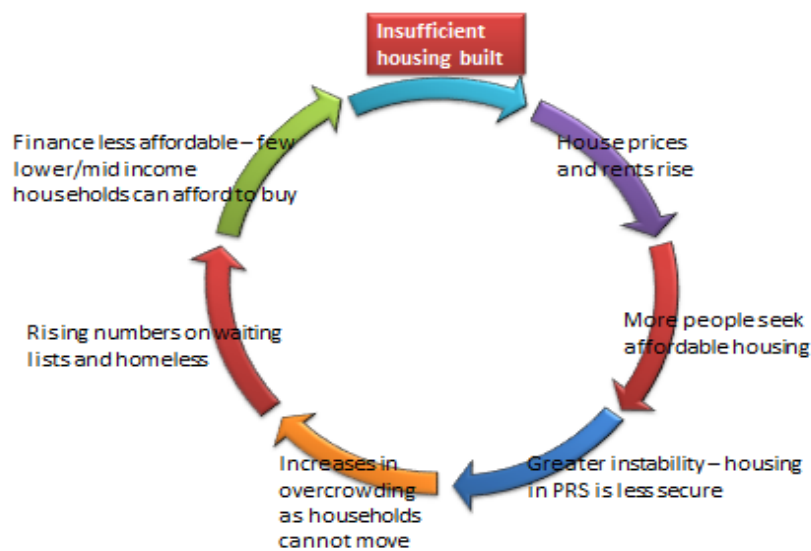 Insufficient
housing built
House prices
and rents rise
More people seek
affordable housing
Greater instability – housing
in PRS is less secure
Increases in
overcrowding
as households
cannot move
Rising numbers on waiting
lists and homeless
Finance less affordable – few
lower/mid income
households can afford to buy